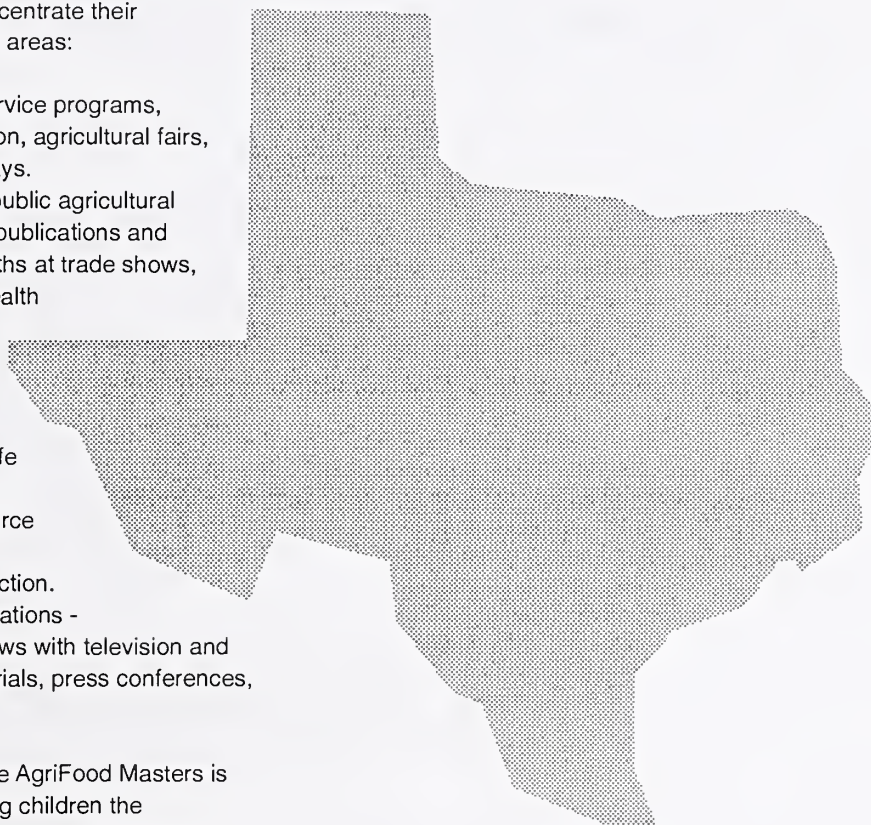 centrate their
areas:
rvice programs,
on, agricultural fairs,
ys.
public agricultural
publications and
ths at trade shows,
alth
fe
rce
ction.
ations -
ws with television and
rials, press conferences,
e AgriFood Masters is
g children the